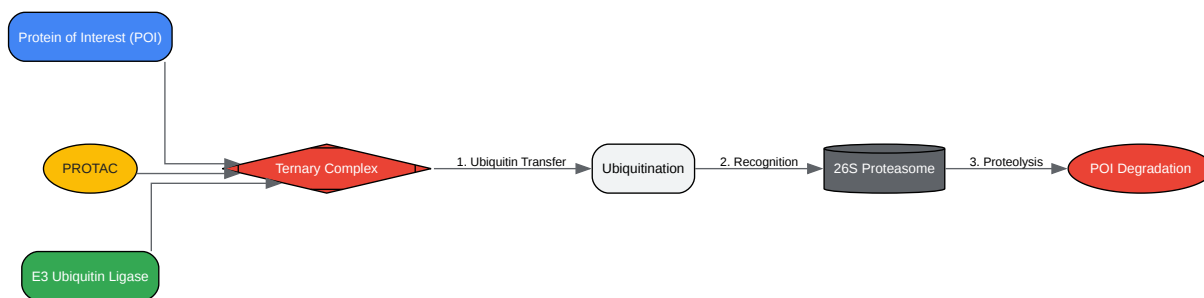 Protein of Interest (POI)
PROTAC
E3 Ubiquitin Ligase
Ternary Complex
1. Ubiquitin Transfer
Ubiquitination
2. Recognition
26S Proteasome
3. Proteolysis
POI Degradation